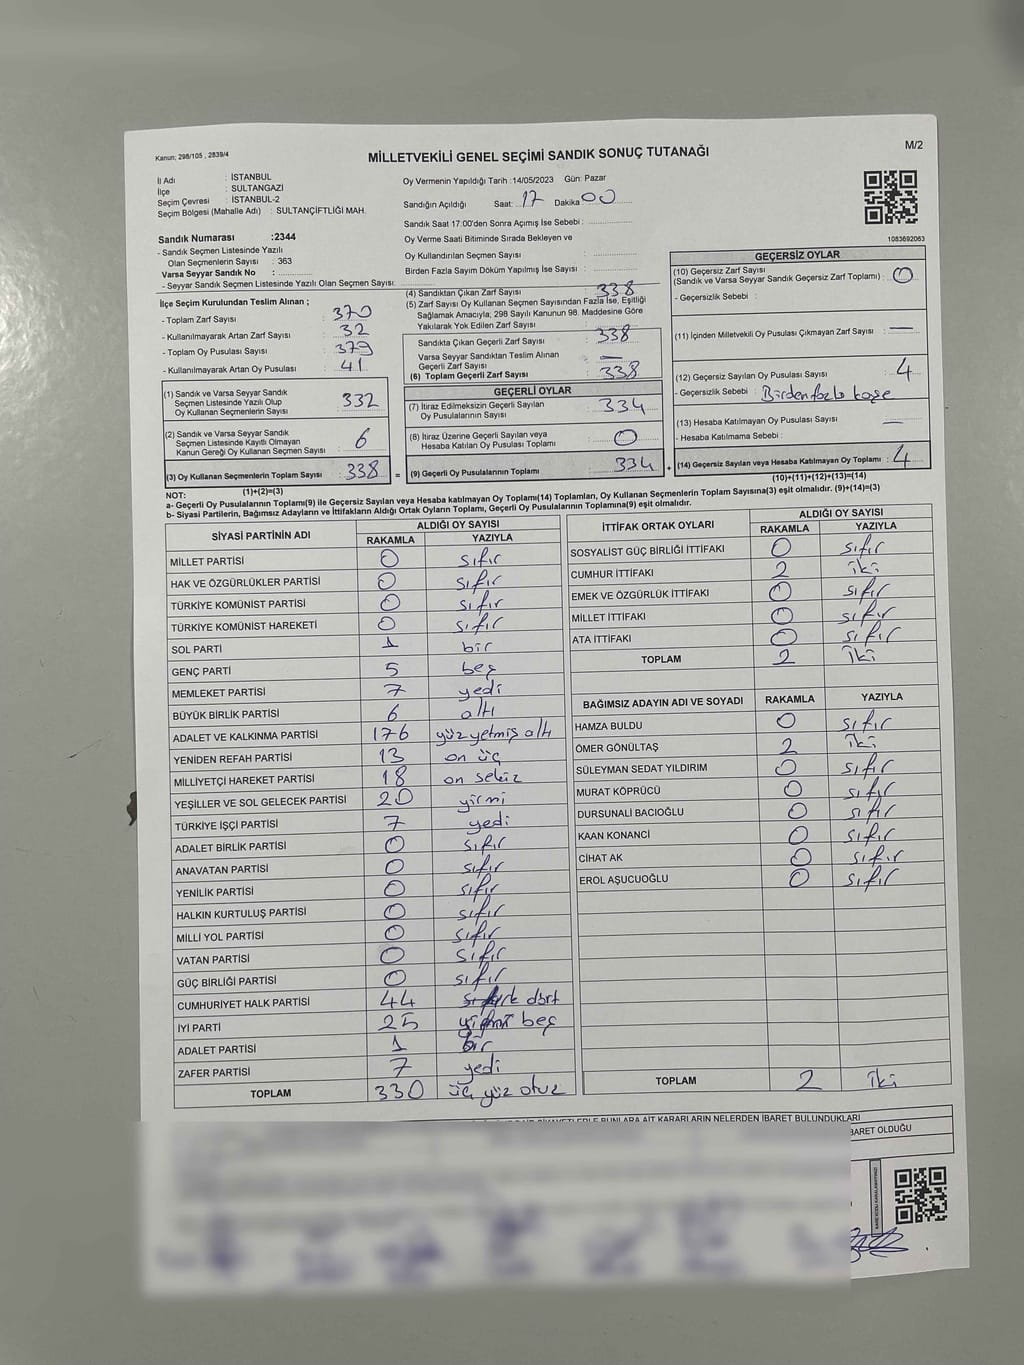 Kanun; 298/105 , 2839/4
MİLLETVEKİLİ GENEL SEÇİMİ SANDIK SONUÇ TUTANAĞI
M/2
İl Adı : İSTANBUL
İlçe : SULTANGAZİ
Seçim Çevresi : İSTANBUL-2
Seçim Bölgesi (Mahalle Adı) : SULTANÇİFTLİĞİ MAH.
Oy Vermenin Yapıldığı Tarih :14/05/2023 Gün: Pazar
Sandığın Açıldığı Saat: 17 Dakika 00
Sandık Saat 17:00'den Sonra Açımış İse Sebebi :
Oy Verme Saati Bitiminde Sırada Bekleyen ve
Oy Kullandırılan Seçmen Sayısı :
Birden Fazla Sayım Döküm Yapılmış İse Sayısı :
1083692063
Sandık Numarası :2344
- Sandık Seçmen Listesinde Yazılı
Olan Seçmenlerin Sayısı : 363
Varsa Seyyar Sandık No :
- Seyyar Sandık Seçmen Listesinde Yazılı Olan Seçmen Sayısı:
İlçe Seçim Kurulundan Teslim Alınan ;
- Toplam Zarf Sayısı : 370
- Kullanılmayarak Artan Zarf Sayısı : 32
- Toplam Oy Pusulası Sayısı : 379
- Kullanılmayarak Artan Oy Pusulası : 41
(1) Sandık ve Varsa Seyyar Sandık
Seçmen Listesinde Yazılı Olup
Oy Kullanan Seçmenlerin Sayısı : 332
(2) Sandık ve Varsa Seyyar Sandık
Seçmen Listesinde Kayıtlı Olmayan
Kanun Gereği Oy Kullanan Seçmen Sayısı : 6
(3) Oy Kullanan Seçmenlerin Toplam Sayısı : 338 =
(1)+(2)=(3)
(4) Sandıktan Çıkan Zarf Sayısı : 338
(5) Zarf Sayısı Oy Kullanan Seçmen Sayısından Fazla İse, Eşitliği
Sağlamak Amacıyla; 298 Sayılı Kanunun 98. Maddesine Göre
Yakılarak Yok Edilen Zarf Sayısı :
Sandıkta Çıkan Geçerli Zarf Sayısı : 338
Varsa Seyyar Sandıktan Teslim Alınan
Geçerli Zarf Sayısı : —
(6) Toplam Geçerli Zarf Sayısı : 338
GEÇERLİ OYLAR
(7) İtiraz Edilmeksizin Geçerli Sayılan
Oy Pusulalarının Sayısı : 334
(8) İtiraz Üzerine Geçerli Sayılan veya
Hesaba Katılan Oy Pusulası Toplamı : 0
(9) Geçerli Oy Pusulalarının Toplamı : 334 +
GEÇERSİZ OYLAR
(10) Geçersiz Zarf Sayısı
(Sandık ve Varsa Seyyar Sandık Geçersiz Zarf Toplamı) : 0
- Geçersizlik Sebebi :
(11) İçinden Milletvekili Oy Pusulası Çıkmayan Zarf Sayısı : —
(12) Geçersiz Sayılan Oy Pusulası Sayısı : 4
- Geçersizlik Sebebi : Birden fazla kaşe
(13) Hesaba Katılmayan Oy Pusulası Sayısı : —
- Hesaba Katılmama Sebebi :
(14) Geçersiz Sayılan veya Hesaba Katılmayan Oy Toplamı : 4
(10)+(11)+(12)+(13)=(14)
NOT:
a- Geçerli Oy Pusulalarının Toplamı(9) ile Geçersiz Sayılan veya Hesaba katılmayan Oy Toplamı(14) Toplamları, Oy Kullanan Seçmenlerin Toplam Sayısına(3) eşit olmalıdır. (9)+(14)=(3)
b- Siyasi Partilerin, Bağımsız Adayların ve İttifakların Aldığı Ortak Oyların Toplamı, Geçerli Oy Pusulalarının Toplamına(9) eşit olmalıdır.
SİYASİ PARTİNİN ADI ALDIĞI OY SAYISI
RAKAMLA YAZIYLA
MİLLET PARTİSİ 0 sıfır
HAK VE ÖZGÜRLÜKLER PARTİSİ 0 sıfır
TÜRKİYE KOMÜNİST PARTİSİ 0 sıfır
TÜRKİYE KOMÜNİST HAREKETİ 0 sıfır
SOL PARTİ 1 bir
GENÇ PARTİ 5 beş
MEMLEKET PARTİSİ 7 yedi
BÜYÜK BİRLİK PARTİSİ 6 altı
ADALET VE KALKINMA PARTİSİ 176 yüz yetmiş altı
YENİDEN REFAH PARTİSİ 13 on üç
MİLLİYETÇİ HAREKET PARTİSİ 18 on sekiz
YEŞİLLER VE SOL GELECEK PARTİSİ 20 yirmi
TÜRKİYE İŞÇİ PARTİSİ 7 yedi
ADALET BİRLİK PARTİSİ 0 sıfır
ANAVATAN PARTİSİ 0 sıfır
YENİLİK PARTİSİ 0 sıfır
HALKIN KURTULUŞ PARTİSİ 0 sıfır
MİLLİ YOL PARTİSİ 0 sıfır
VATAN PARTİSİ 0 sıfır
GÜÇ BİRLİĞİ PARTİSİ 0 sıfır
CUMHURİYET HALK PARTİSİ 44 kırk dört
İYİ PARTİ 25 yirmi beş
ADALET PARTİSİ 1 bir
ZAFER PARTİSİ 7 yedi
TOPLAM 330 üç yüz otuz
İTTİFAK ORTAK OYLARI ALDIĞI OY SAYISI
RAKAMLA YAZIYLA
SOSYALİST GÜÇ BİRLİĞİ İTTİFAKI 0 sıfır
CUMHUR İTTİFAKI 2 iki
EMEK VE ÖZGÜRLÜK İTTİFAKI 0 sıfır
MİLLET İTTİFAKI 0 sıfır
ATA İTTİFAKI 0 sıfır
TOPLAM 2 iki
BAĞIMSIZ ADAYIN ADI VE SOYADI RAKAMLA YAZIYLA
HAMZA BULDU 0 sıfır
ÖMER GÖNÜLTAŞ 2 iki
SÜLEYMAN SEDAT YILDIRIM 0 sıfır
MURAT KÖPRÜCÜ 0 sıfır
DURSUNALİ BACIOĞLU 0 sıfır
KAAN KONANCİ 0 sıfır
CİHAT AK 0 sıfır
EROL AŞUCUOĞLU 0 sıfır
TOPLAM 2 iki
BUNLARA AİT KARARLARIN NELERDEN İBARET BULUNDUKLARI
BARET OLDUĞU